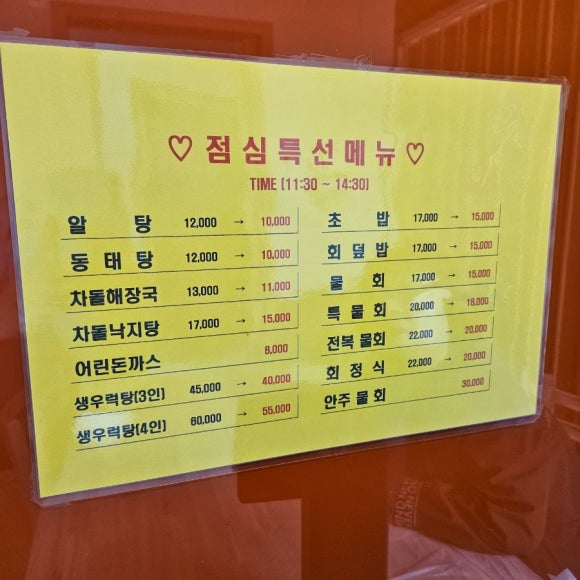 ♡ 점심특선메뉴 ♡
TIME (11:30 ~ 14:30)
알 탕 12,000 → 10,000
동태탕 12,000 → 10,000
차돌해장국 13,000 → 11,000
차돌낙지탕 17,000 → 15,000
어린돈까스 8,000
생우럭탕(3인) 45,000 → 40,000
생우럭탕(4인) 60,000 → 55,000
초 밥 17,000 → 15,000
회덮밥 17,000 → 15,000
물 회 17,000 → 15,000
특물회 20,000 → 18,000
전복물회 22,000 → 20,000
회정식 22,000 → 20,000
안주물회 30,000